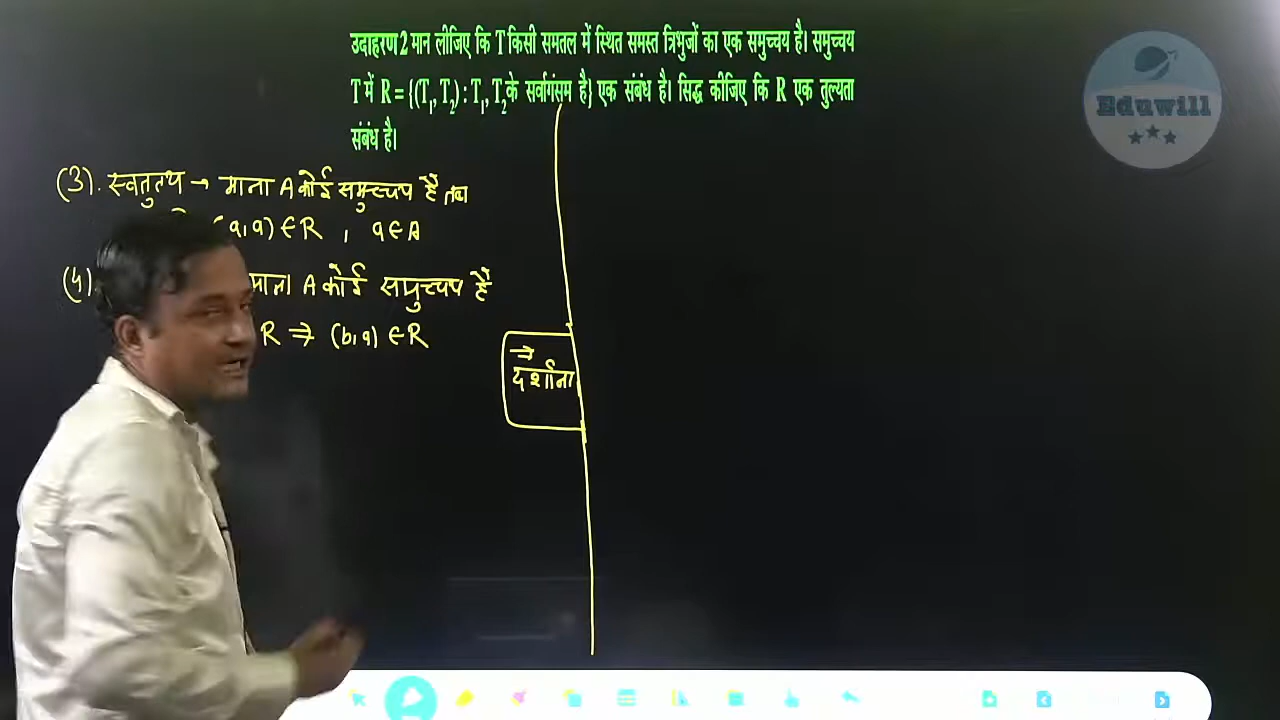 उदाहरण 2 मान लीजिए कि T किसी समतल में स्थित समस्त त्रिभुजों का एक समुच्चय है। समुच्चय
T में R = {(T₁, T₂) : T₁, T₂ के सर्वागंसम है} एक संबंध है। सिद्ध कीजिए कि R एक तुल्यता
संबंध है।
Eduwill
(3). स्वतुल्य → माना A कोई समुच्चय है तब
(a,a) ∈ R , a ∈ A
(4). माना A कोई समुच्चय है
R ⇒ (b,a) ∈ R
⇒
दर्शाना